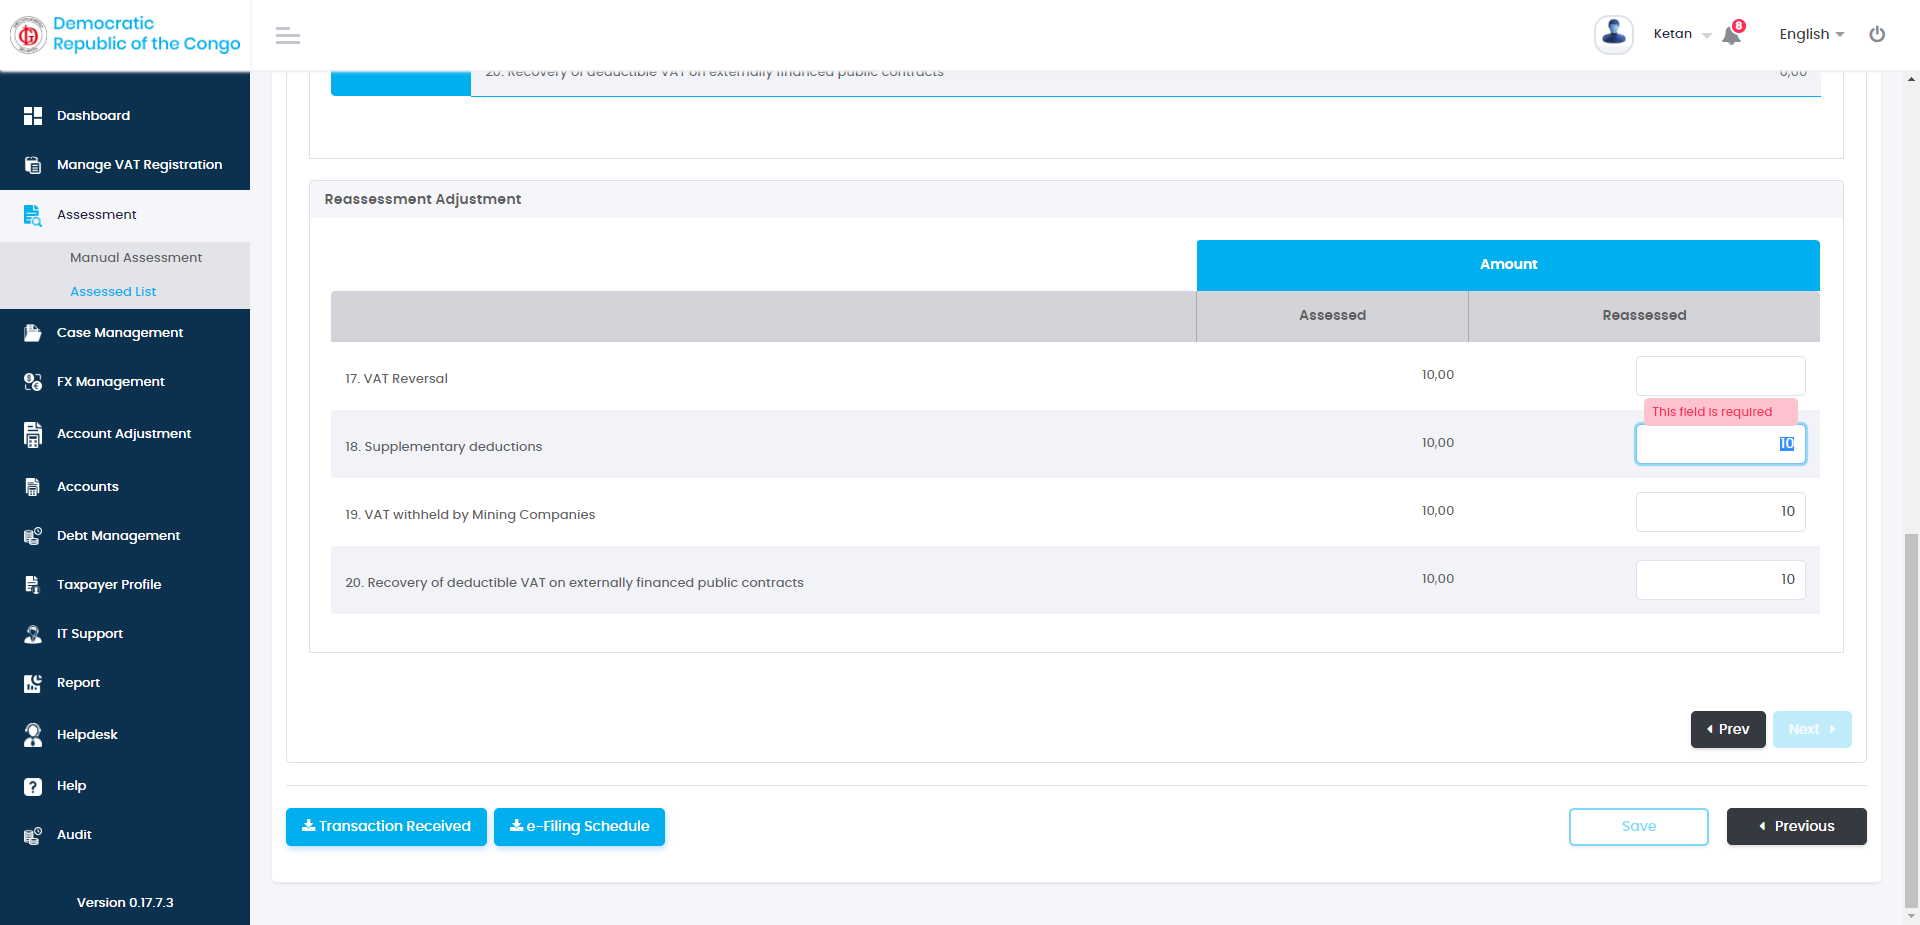 Democratic
Republic of the Congo
Ketan
8
English
Dashboard
Manage VAT Registration
Assessment
Manual Assessment
Assessed List
Case Management
FX Management
Account Adjustment
Accounts
Debt Management
Taxpayer Profile
IT Support
Report
Helpdesk
Help
Audit
Version 0.17.7.3
20. Recovery of deductible VAT on externally financed public contracts 0,00
Reassessment Adjustment
Amount
Assessed Reassessed
17. VAT Reversal 10,00
This field is required
18. Supplementary deductions 10,00 10
19. VAT withheld by Mining Companies 10,00 10
20. Recovery of deductible VAT on externally financed public contracts 10,00 10
Prev Next
Transaction Received e-Filing Schedule Save Previous